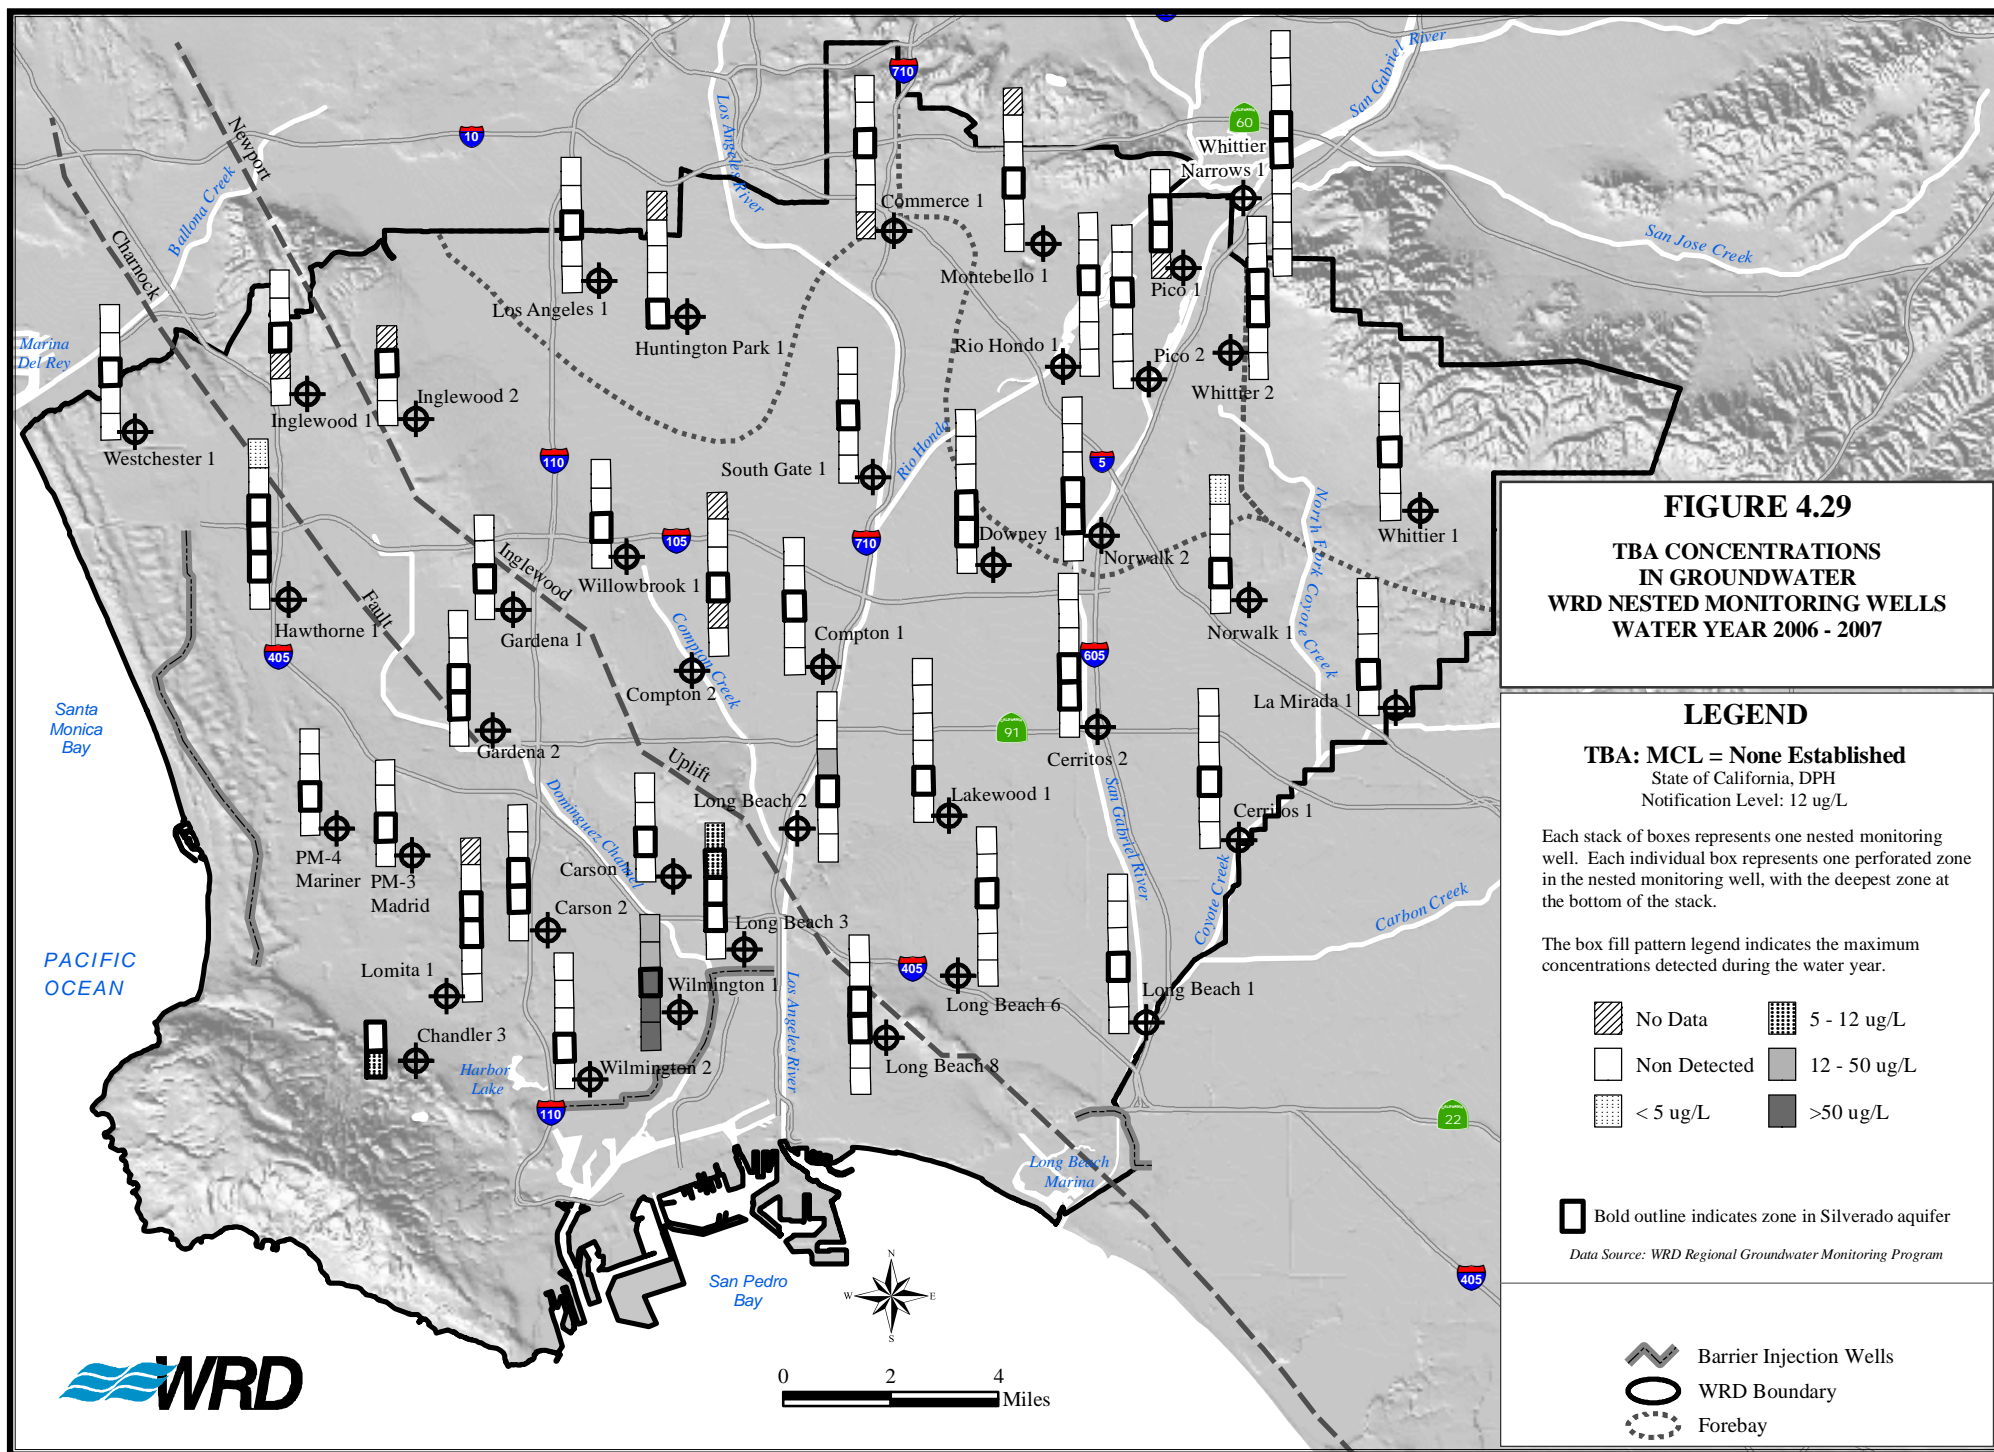 FIGURE 4.29
TBA CONCENTRATIONS
IN GROUNDWATER
WRD NESTED MONITORING WELLS
WATER YEAR 2006 - 2007
LEGEND
TBA: MCL = None Established
State of California, DPH
Notification Level: 12 ug/L
Each stack of boxes represents one nested monitoring
well. Each individual box represents one perforated zone
in the nested monitoring well, with the deepest zone at
the bottom of the stack.
The box fill pattern legend indicates the maximum
concentrations detected during the water year.
No Data
5 - 12 ug/L
Non Detected
12 - 50 ug/L
< 5 ug/L
>50 ug/L
Bold outline indicates zone in Silverado aquifer
Data Source: WRD Regional Groundwater Monitoring Program
Barrier Injection Wells
WRD Boundary
Forebay
710
10
CALIFORNIA
60
Los Angeles River
San Gabriel River
Newport
Ballona Creek
Charnock
Whittier
Narrows 1
Commerce 1
Montebello 1
Pico 1
San Jose Creek
Los Angeles 1
Huntington Park 1
Rio Hondo 1
Pico 2
Whittier 2
Marina
Del Rey
Inglewood 1
Inglewood 2
Westchester 1
110
South Gate 1
Rio Hondo
5
North Fork Coyote Creek
Whittier 1
105
710
Downey 1
Norwalk 2
Inglewood
Willowbrook 1
Fault
Hawthorne 1
Gardena 1
405
Compton Creek
Compton 1
Compton 2
Norwalk 1
605
La Mirada 1
Santa
Monica
Bay
Gardena 2
Uplift
CALIFORNIA
91
Cerritos 2
Dominguez Channel
Long Beach 2
Lakewood 1
San Gabriel River
Cerritos 1
PM-4
Mariner
PM-3
Madrid
Carson 1
Carson 2
Long Beach 3
Coyote Creek
Carbon Creek
PACIFIC
OCEAN
Lomita 1
Wilmington 1
Los Angeles River
405
Long Beach 6
Long Beach 1
Chandler 3
Harbor
Lake
Wilmington 2
Long Beach 8
110
CALIFORNIA
22
Long Beach
Marina
405
San Pedro
Bay
N
W
E
S
WRD
0
2
4
Miles